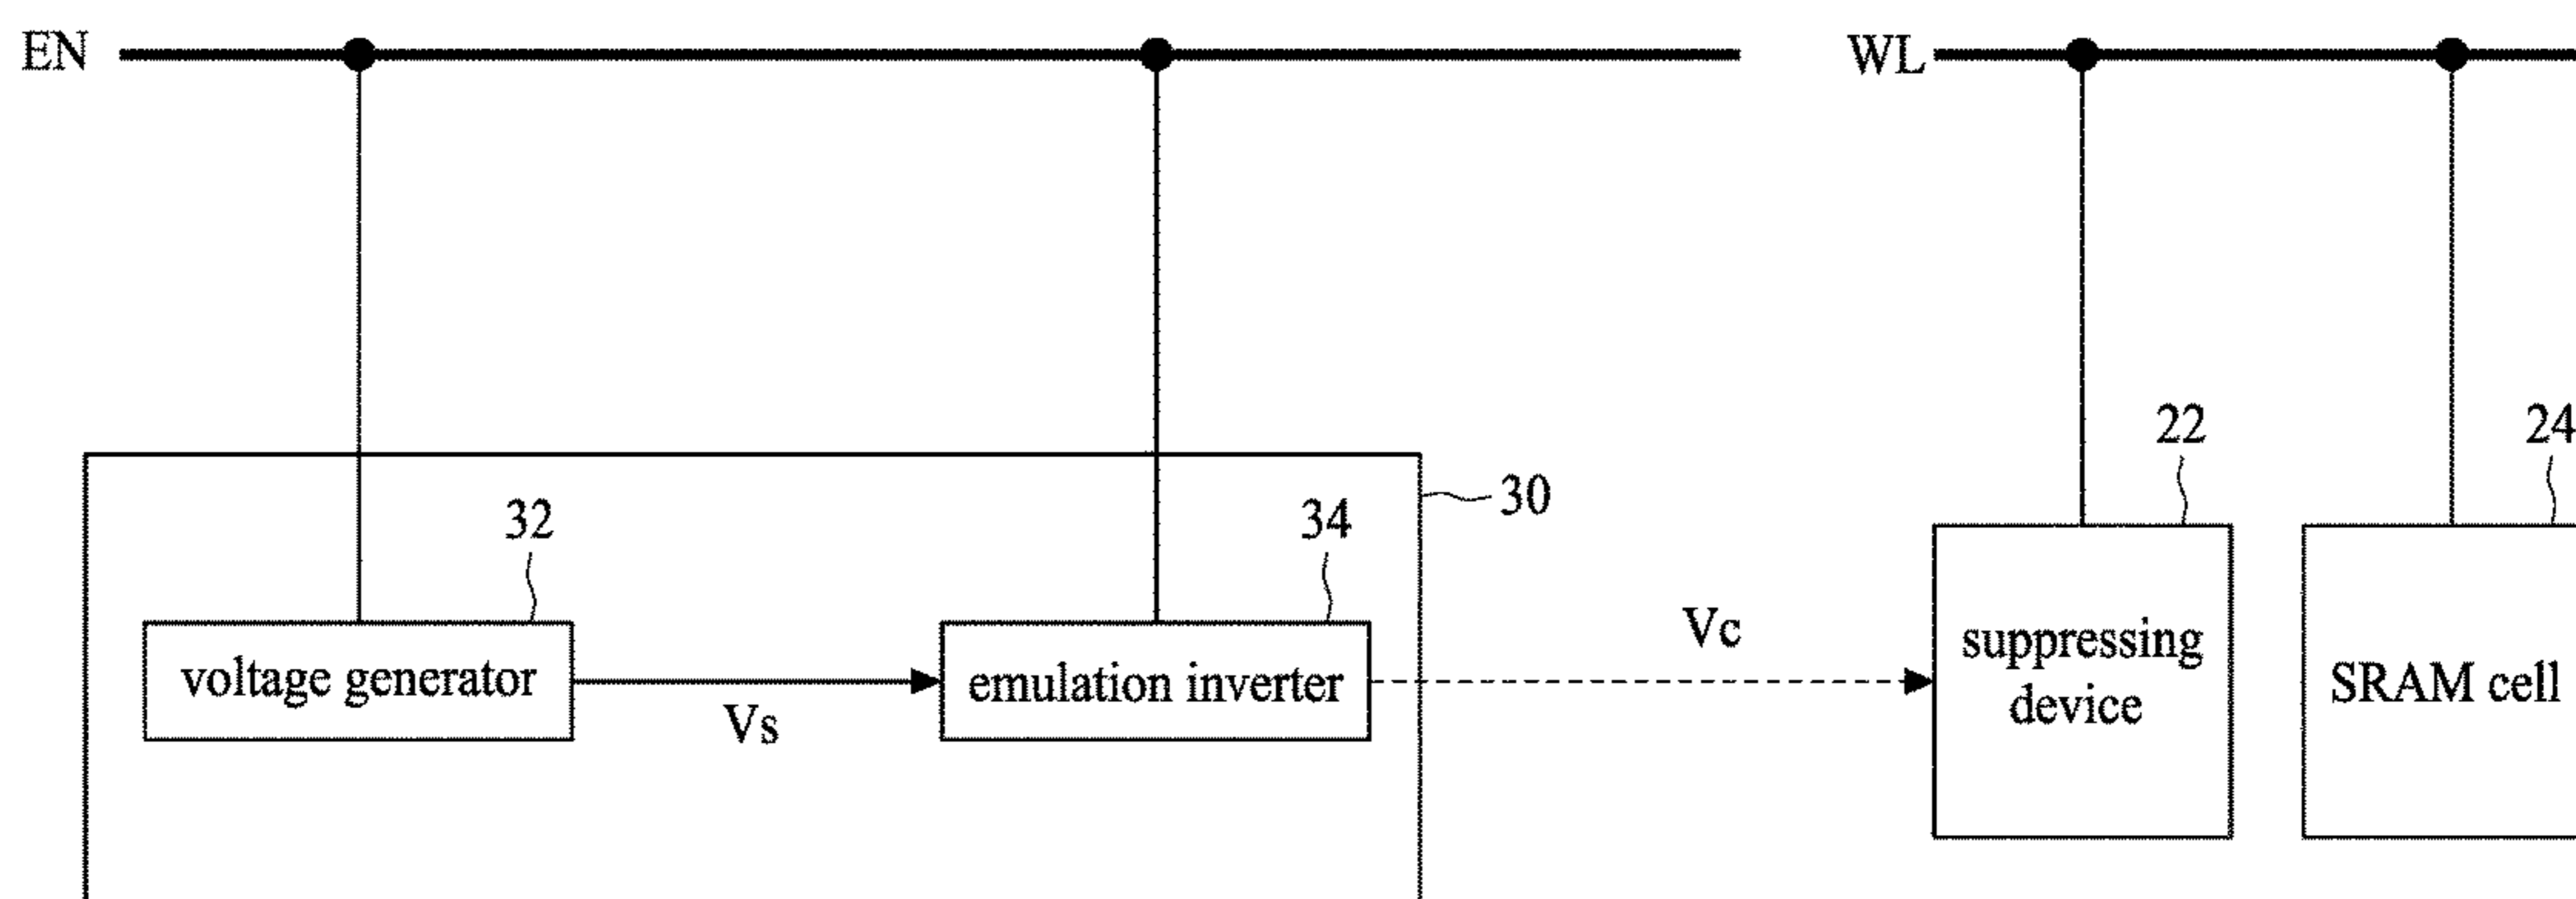 EN
WL
22
24
30
32
34
Vc
voltage generator
emulation inverter
suppressing
device
SRAM cell
Vs